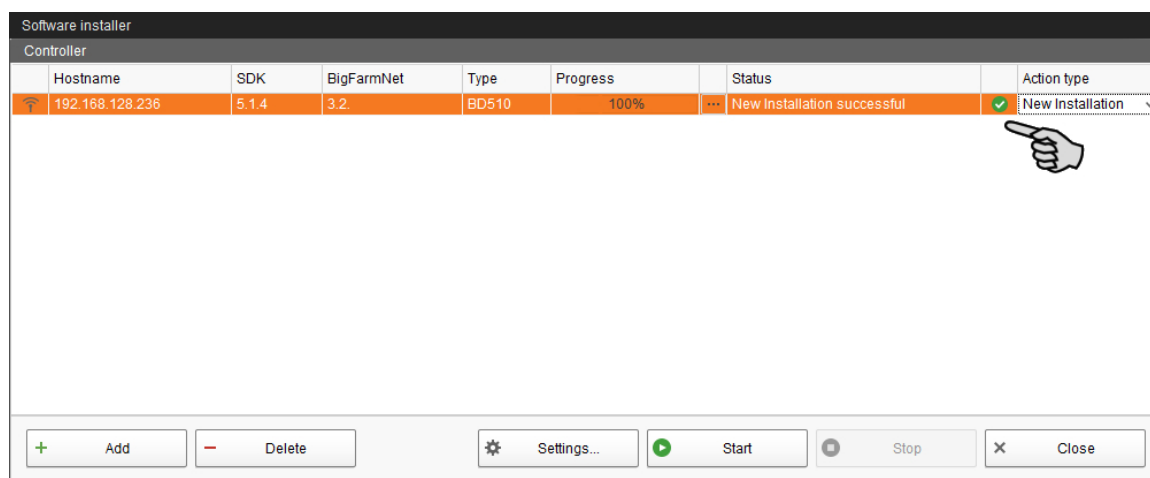 Software installer
Controller
Hostname SDK BigFarmNet Type Progress Status Action type
192.168.128.236 5.1.4 3.2. BD510 100% ... New Installation successful New Installation
Add Delete Settings... Start Stop Close